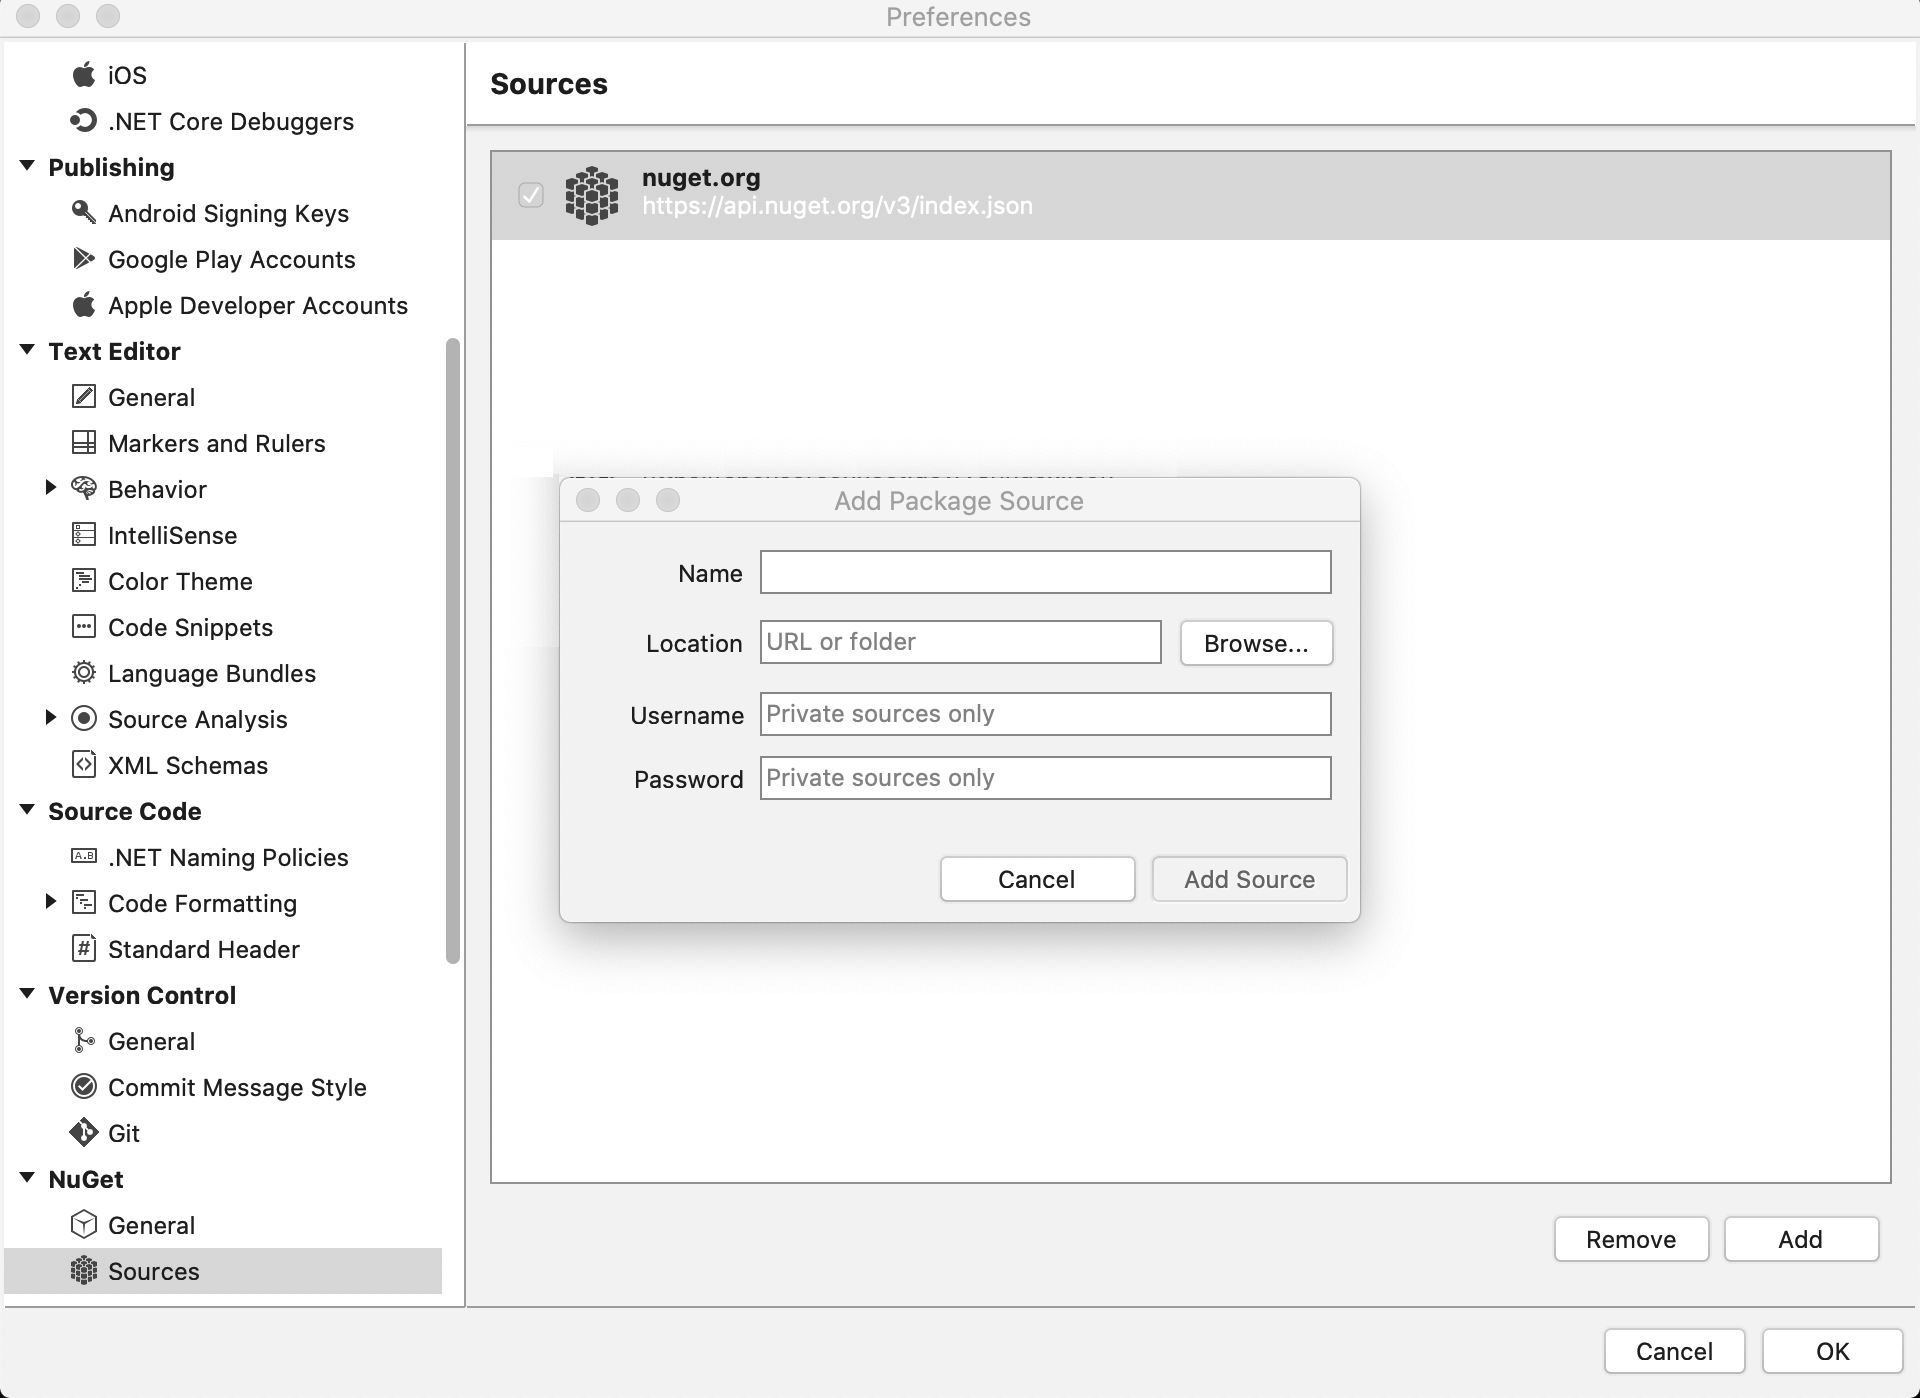 Preferences
iOS
.NET Core Debuggers
Publishing
Android Signing Keys
Google Play Accounts
Apple Developer Accounts
Text Editor
General
Markers and Rulers
Behavior
IntelliSense
Color Theme
Code Snippets
Language Bundles
Source Analysis
XML Schemas
Source Code
A.B .NET Naming Policies
Code Formatting
# Standard Header
Version Control
General
Commit Message Style
Git
NuGet
General
Sources
Sources
nuget.org
https://api.nuget.org/v3/index.json
Add Package Source
Name
Location URL or folder Browse...
Username Private sources only
Password Private sources only
Cancel Add Source
Remove Add
Cancel OK